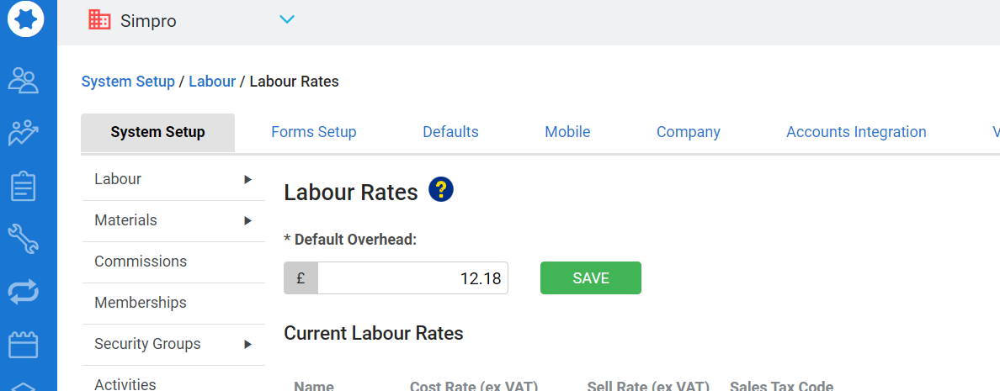 Simpro
System Setup / Labour / Labour Rates
System Setup Forms Setup Defaults Mobile Company Accounts Integration V
Labour
Materials
Commissions
Memberships
Security Groups
Activities
Labour Rates ?
* Default Overhead:
£ 12.18 SAVE
Current Labour Rates
Name Cost Rate (ex VAT) Sell Rate (ex VAT) Sales Tax Code